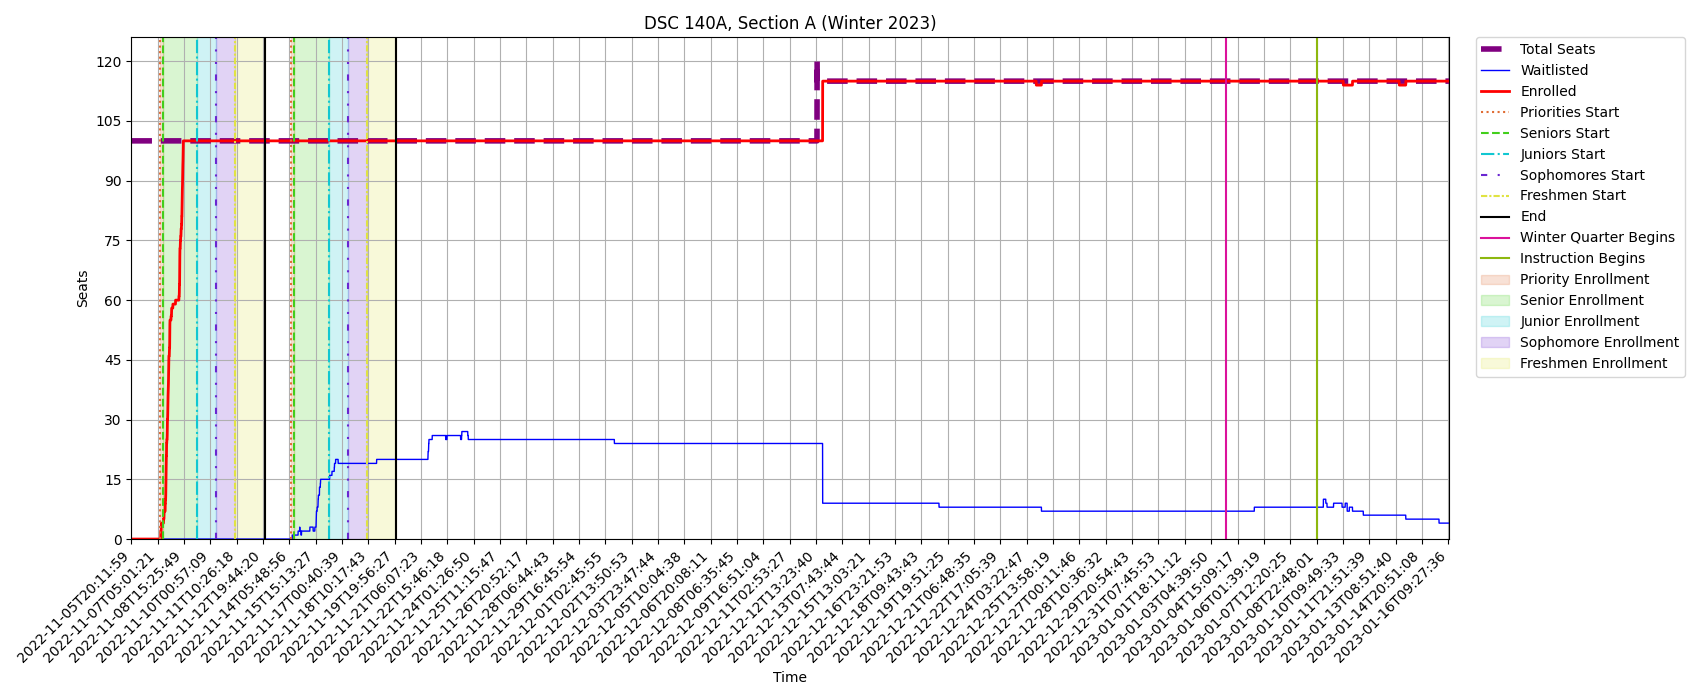 DSC 140A, Section A (Winter 2023)
Seats
120
105
90
75
60
45
30
15
0
2022-11-05T20:11:59
2022-11-07T05:01:21
2022-11-08T15:25:49
2022-11-10T00:57:09
2022-11-11T10:26:18
2022-11-12T19:44:20
2022-11-14T05:48:56
2022-11-15T15:13:27
2022-11-17T00:40:39
2022-11-18T10:17:43
2022-11-19T19:56:27
2022-11-21T06:07:23
2022-11-22T15:46:18
2022-11-24T01:26:50
2022-11-25T11:15:47
2022-11-26T20:52:17
2022-11-28T06:44:43
2022-11-29T16:45:54
2022-12-01T02:45:55
2022-12-02T13:50:53
2022-12-03T23:47:44
2022-12-05T10:04:38
2022-12-06T20:08:11
2022-12-08T06:35:45
2022-12-09T16:51:04
2022-12-11T02:53:27
2022-12-12T13:23:40
2022-12-13T07:43:44
2022-12-15T13:03:21
2022-12-16T23:21:53
2022-12-18T09:43:43
2022-12-19T19:51:25
2022-12-21T06:48:35
2022-12-22T17:05:39
2022-12-24T03:22:47
2022-12-25T13:58:19
2022-12-27T00:11:46
2022-12-28T10:36:32
2022-12-29T20:54:43
2022-12-31T07:45:53
2023-01-01T18:11:12
2023-01-03T04:39:50
2023-01-04T15:09:17
2023-01-06T01:39:19
2023-01-07T12:20:25
2023-01-08T22:48:01
2023-01-10T09:49:33
2023-01-11T21:51:39
2023-01-13T08:51:40
2023-01-14T20:51:08
2023-01-16T09:27:36
Time
Total Seats
Waitlisted
Enrolled
Priorities Start
Seniors Start
Juniors Start
Sophomores Start
Freshmen Start
End
Winter Quarter Begins
Instruction Begins
Priority Enrollment
Senior Enrollment
Junior Enrollment
Sophomore Enrollment
Freshmen Enrollment